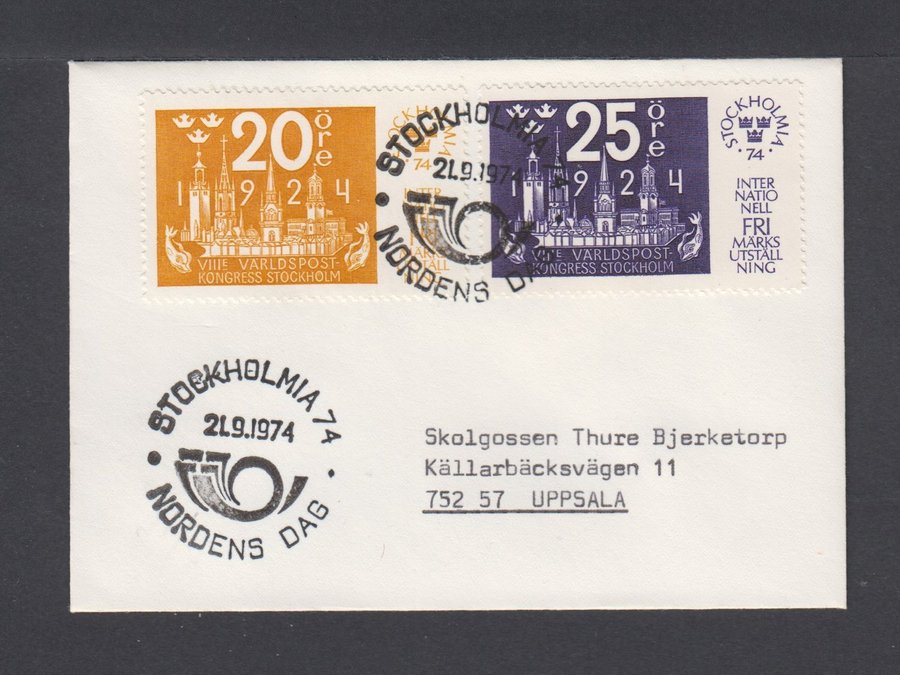 20 öre
1924
VIIIE VÄRLDSPOST-
KONGRESS STOCKHOLM
STOCKHOLMIA
74
25 öre
1924
VIIIE VÄRLDSPOST-
KONGRESS STOCKHOLM
STOCKHOLMIA
·74·
INTER
NATIO
NELL
FRI
MÄRKS
UTSTÄLL
NING
STOCKHOLMIA 74
21.9.1974
NORDENS DAG
STOCKHOLMIA 74
21.9.1974
NORDENS DAG
Skolgossen Thure Bjerketorp
Källarbäcksvägen 11
752 57 UPPSALA